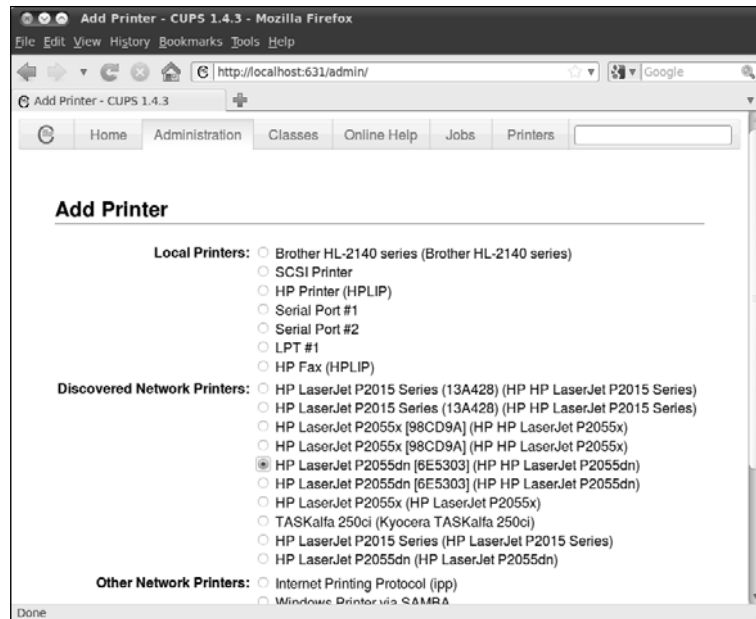 Add Printer - CUPS 1.4.3 - Mozilla Firefox
File Edit View History Bookmarks Tools Help
http://localhost:631/admin/
Google
Add Printer - CUPS 1.4.3
Home Administration Classes Online Help Jobs Printers
Add Printer
Local Printers: Brother HL-2140 series (Brother HL-2140 series)
SCSI Printer
HP Printer (HPLIP)
Serial Port #1
Serial Port #2
LPT #1
HP Fax (HPLIP)
Discovered Network Printers: HP LaserJet P2015 Series (13A428) (HP HP LaserJet P2015 Series)
HP LaserJet P2015 Series (13A428) (HP HP LaserJet P2015 Series)
HP LaserJet P2055x [98CD9A] (HP HP LaserJet P2055x)
HP LaserJet P2055x [98CD9A] (HP HP LaserJet P2055x)
HP LaserJet P2055dn [6E5303] (HP HP LaserJet P2055dn)
HP LaserJet P2055dn [6E5303] (HP HP LaserJet P2055dn)
HP LaserJet P2055x (HP LaserJet P2055x)
TASKalfa 250ci (Kyocera TASKalfa 250ci)
HP LaserJet P2015 Series (HP LaserJet P2015 Series)
HP LaserJet P2055dn (HP LaserJet P2055dn)
Other Network Printers: Internet Printing Protocol (ipp)
Windows Printer via SAMBA
Done